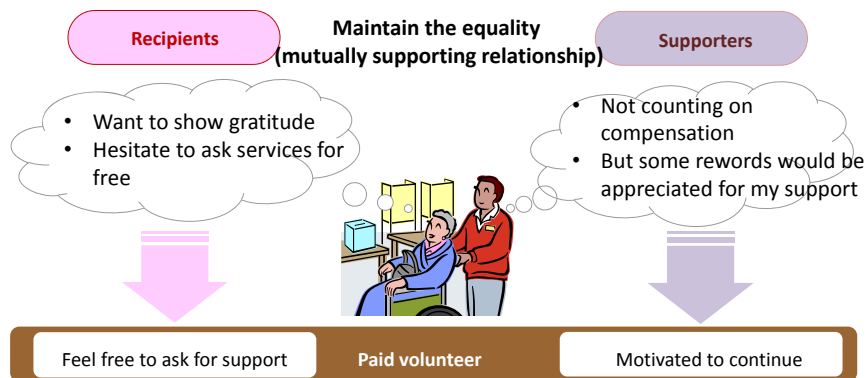 Recipients
Maintain the equality
(mutually supporting relationship)
Supporters
• Want to show gratitude
• Hesitate to ask services for
free
• Not counting on
compensation
• But some rewords would be
appreciated for my support
Feel free to ask for support
Paid volunteer
Motivated to continue